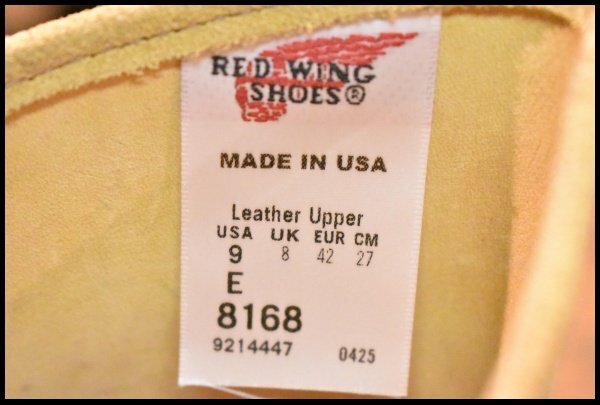 RED WING
SHOES®
MADE IN USA
Leather Upper
USA UK EUR CM
9 8 42 27
E
8168
9214447 0425